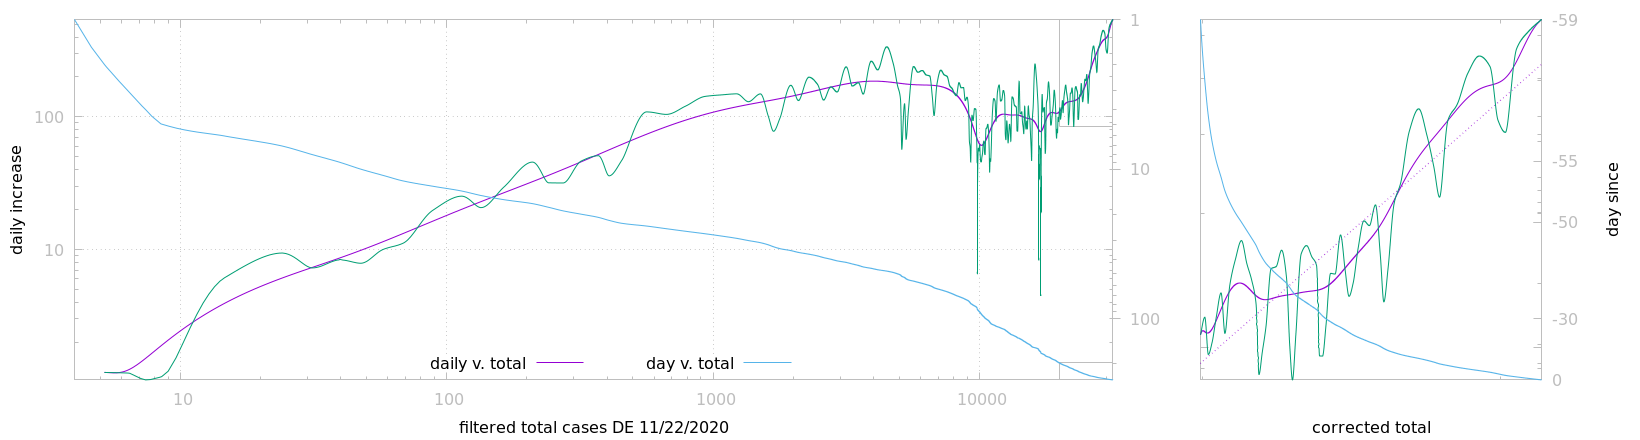 daily increase
100
10
daily v. total
day v. total
10
100
1000
10000
filtered total cases DE 11/22/2020
1
10
100
-59
-55
-50
-30
0
day since
corrected total